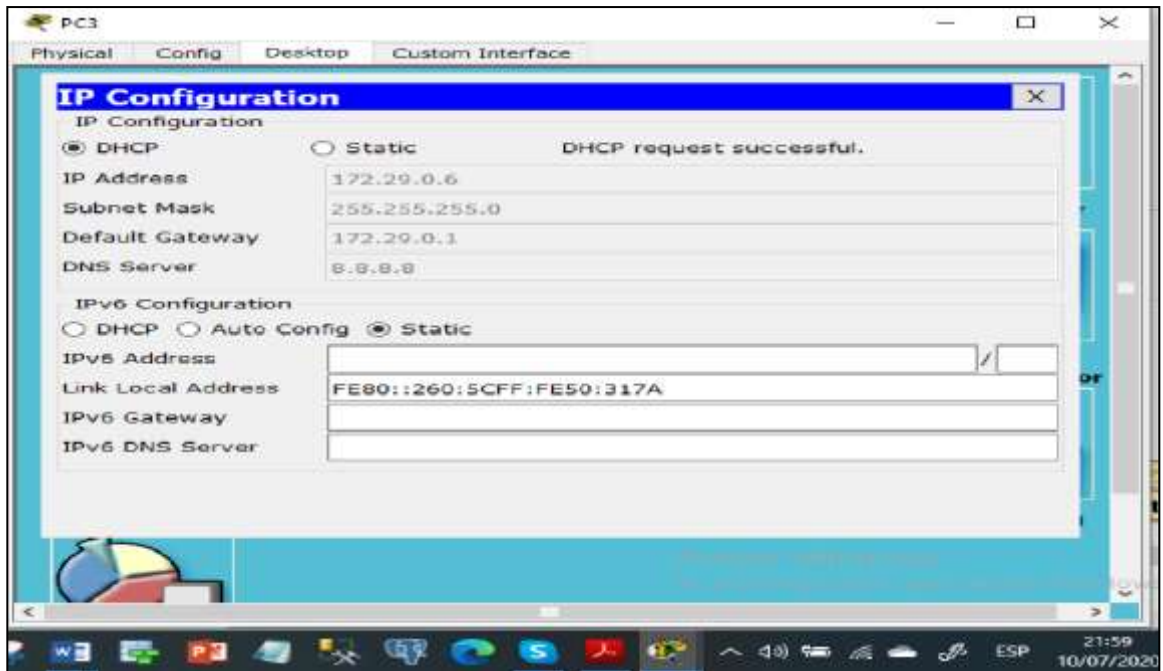 PC3
Physical Config Desktop Custom Interface
IP Configuration X
IP Configuration
DHCP Static DHCP request successful.
IP Address 172.29.0.6
Subnet Mask 255.255.255.0
Default Gateway 172.29.0.1
DNS Server 8.8.8.8
IPv6 Configuration
DHCP Auto Config Static
IPv6 Address /
Link Local Address FE80::260:5CFF:FE50:317A
IPv6 Gateway
IPv6 DNS Server
or
ESP 21:59
10/07/2020